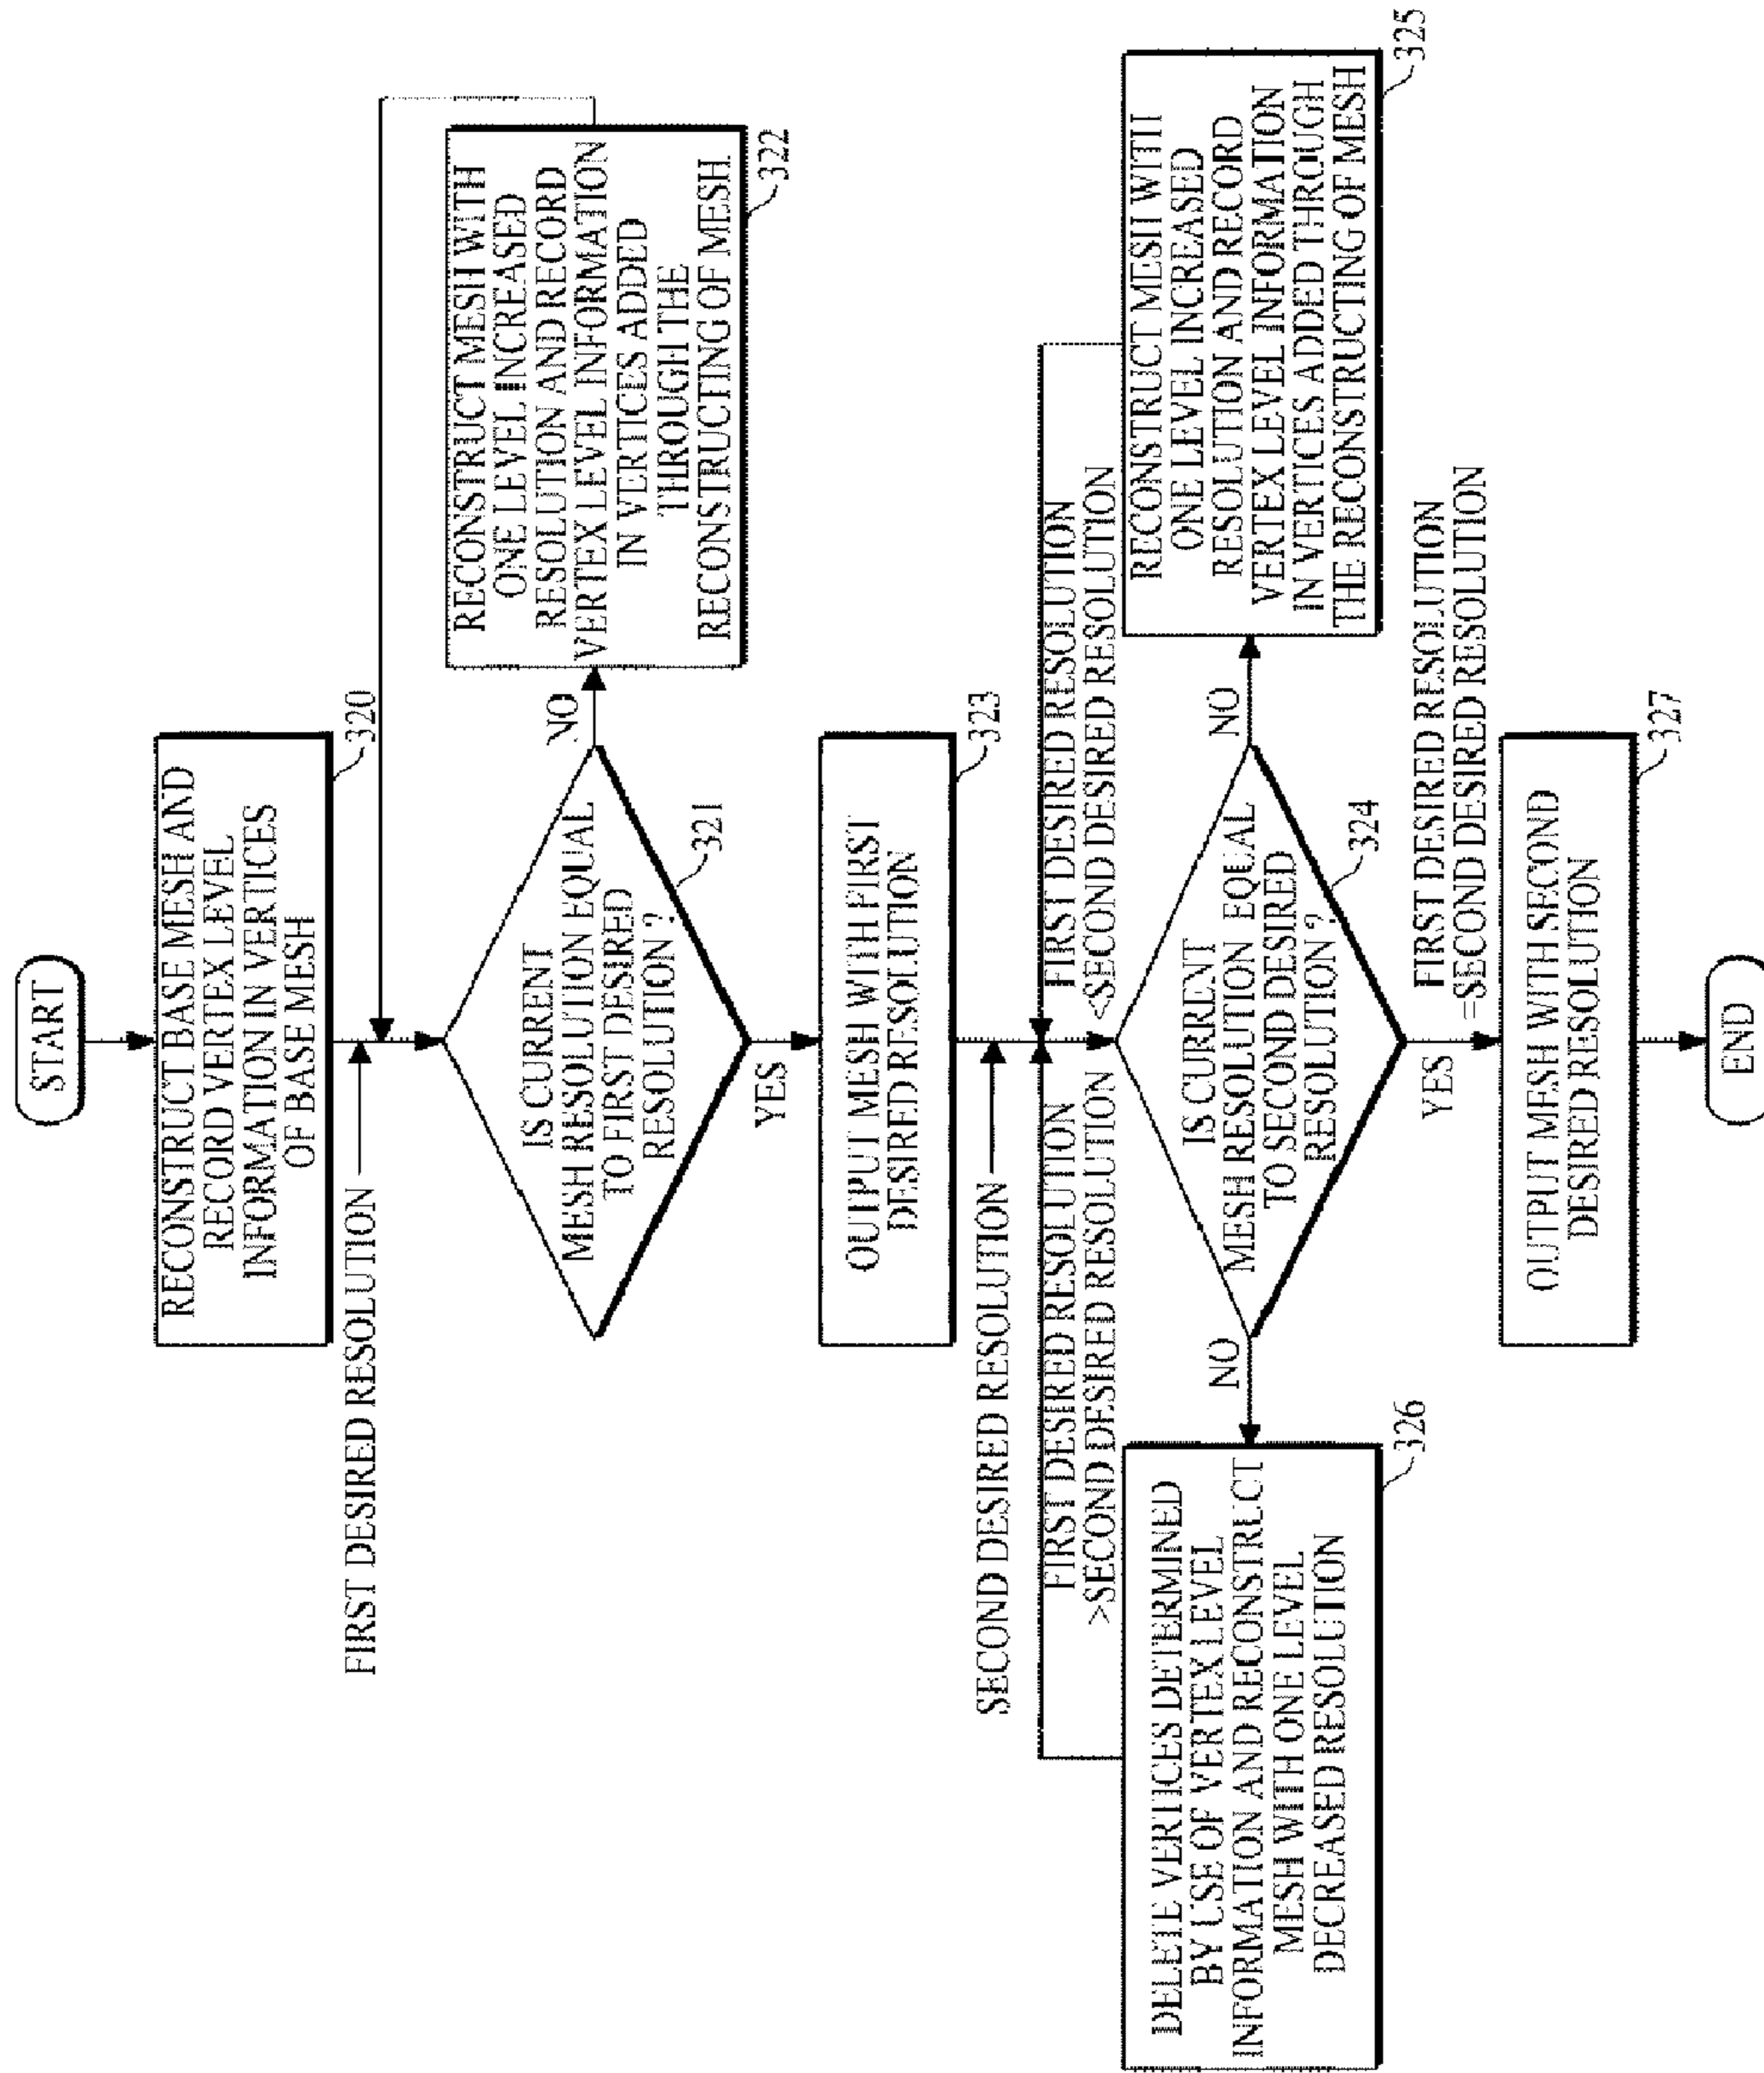 START
RECONSTRUCT BASE MESH AND
RECORD VERTEX LEVEL
INFORMATION IN VERTICES
OF BASE MESH
320
FIRST DESIRED RESOLUTION
IS CURRENT
MESH RESOLUTION EQUAL
TO FIRST DESIRED
RESOLUTION ?
321
NO
RECONSTRUCT MESH WITH
ONE LEVEL INCREASED
RESOLUTION AND RECORD
VERTEX LEVEL INFORMATION
IN VERTICES ADDED
THROUGH THE
RECONSTRUCTING OF MESH
322
YES
OUTPUT MESH WITH FIRST
DESIRED RESOLUTION
323
SECOND DESIRED RESOLUTION
FIRST DESIRED RESOLUTION
>SECOND DESIRED RESOLUTION
FIRST DESIRED RESOLUTION
<SECOND DESIRED RESOLUTION
IS CURRENT
MESH RESOLUTION EQUAL
TO SECOND DESIRED
RESOLUTION ?
324
NO
DELETE VERTICES DETERMINED
BY USE OF VERTEX LEVEL
INFORMATION AND RECONSTRUCT
MESH WITH ONE LEVEL
DECREASED RESOLUTION
326
NO
RECONSTRUCT MESH WITH
ONE LEVEL INCREASED
RESOLUTION AND RECORD
VERTEX LEVEL INFORMATION
IN VERTICES ADDED THROUGH
THE RECONSTRUCTING OF MESH
325
YES
FIRST DESIRED RESOLUTION
=SECOND DESIRED RESOLUTION
OUTPUT MESH WITH SECOND
DESIRED RESOLUTION
327
END